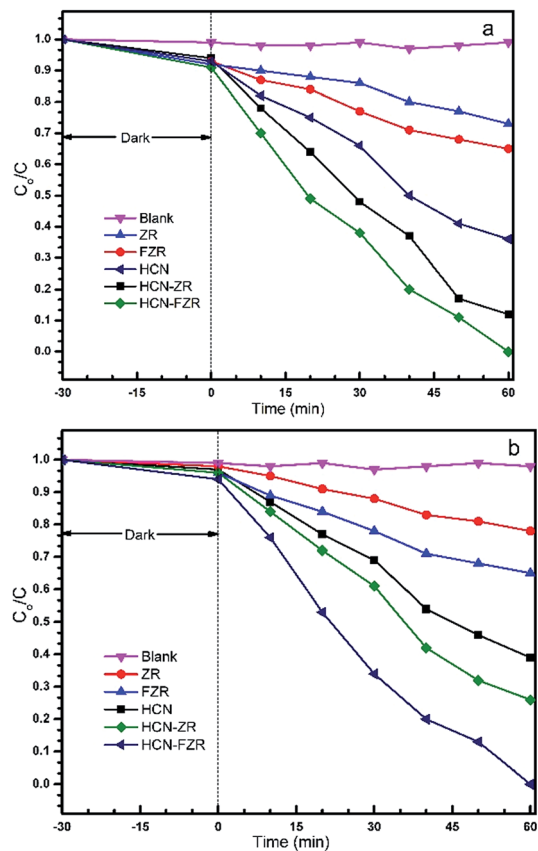 a
1.0
0.9
0.8
0.7
0.6
0.5
0.4
0.3
0.2
0.1
0.0
C₀/C
Dark
Blank
ZR
FZR
HCN
HCN-ZR
HCN-FZR
-30 -15 0 15 30 45 60
Time (min)
b
1.0
0.9
0.8
0.7
0.6
0.5
0.4
0.3
0.2
0.1
0.0
C₀/C
Dark
Blank
ZR
FZR
HCN
HCN-ZR
HCN-FZR
-30 -15 0 15 30 45 60
Time (min)